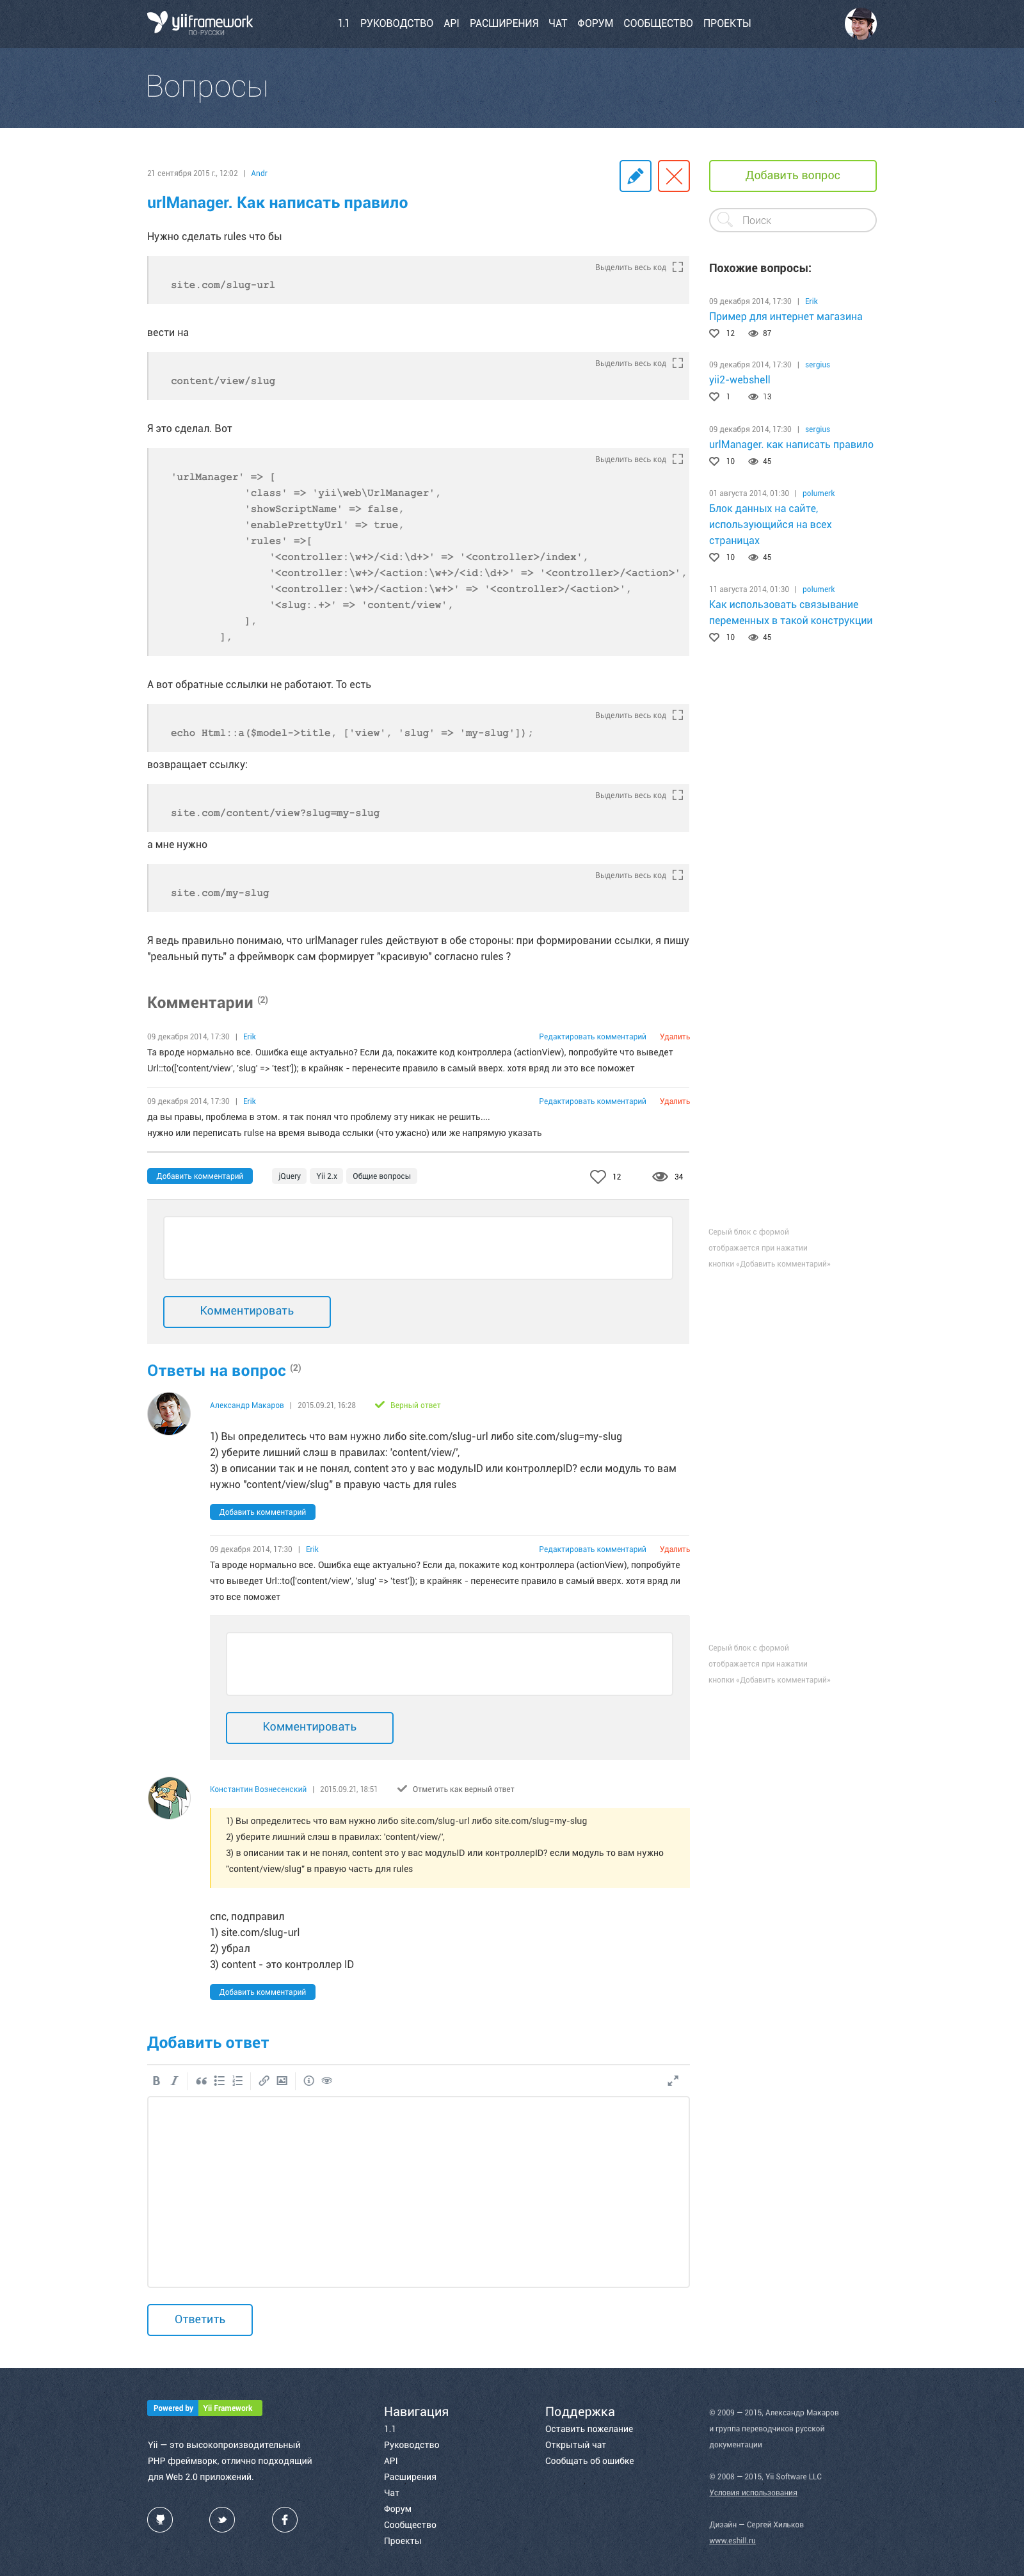 yiiframework
ПО-РУССКИ
1.1 РУКОВОДСТВО API РАСШИРЕНИЯ ЧАТ ФОРУМ СООБЩЕСТВО ПРОЕКТЫ
Вопросы
21 сентября 2015 г., 12:02 | Andr
urlManager. Как написать правило
Нужно сделать rules что бы
Выделить весь код
site.com/slug-url
вести на
Выделить весь код
content/view/slug
Я это сделал. Вот
Выделить весь код
'urlManager' => [
'class' => 'yii\web\UrlManager',
'showScriptName' => false,
'enablePrettyUrl' => true,
'rules' =>[
'<controller:\w+>/<id:\d+>' => '<controller>/index',
'<controller:\w+>/<action:\w+>/<id:\d+>' => '<controller>/<action>',
'<controller:\w+>/<action:\w+>' => '<controller>/<action>',
'<slug:.+>' => 'content/view',
],
],
А вот обратные сслылки не работают. То есть
Выделить весь код
echo Html::a($model->title, ['view', 'slug' => 'my-slug']);
возвращает ссылку:
Выделить весь код
site.com/content/view?slug=my-slug
а мне нужно
Выделить весь код
site.com/my-slug
Я ведь правильно понимаю, что urlManager rules действуют в обе стороны: при формировании ссылки, я пишу
"реальный путь" а фреймворк сам формирует "красивую" согласно rules ?
Комментарии (2)
09 декабря 2014, 17:30 | Erik Редактировать комментарий Удалить
Та вроде нормально все. Ошибка еще актуально? Если да, покажите код контроллера (actionView), попробуйте что выведет
Url::to(['content/view', 'slug' => 'test']); в крайняк - перенесите правило в самый вверх. хотя вряд ли это все поможет
09 декабря 2014, 17:30 | Erik Редактировать комментарий Удалить
да вы правы, проблема в этом. я так понял что проблему эту никак не решить....
нужно или переписать rulse на время вывода сслыки (что ужасно) или же напрямую указать
Добавить комментарий jQuery Yii 2.x Общие вопросы 12 34
Комментировать
Ответы на вопрос (2)
Александр Макаров | 2015.09.21, 16:28 Верный ответ
1) Вы определитесь что вам нужно либо site.com/slug-url либо site.com/slug=my-slug
2) уберите лишний слэш в правилах: 'content/view/',
3) в описании так и не понял, content это у вас модульID или контроллерID? если модуль то вам
нужно "content/view/slug" в правую часть для rules
Добавить комментарий
09 декабря 2014, 17:30 | Erik Редактировать комментарий Удалить
Та вроде нормально все. Ошибка еще актуально? Если да, покажите код контроллера (actionView), попробуйте
что выведет Url::to(['content/view', 'slug' => 'test']); в крайняк - перенесите правило в самый вверх. хотя вряд ли
это все поможет
Комментировать
Константин Вознесенский | 2015.09.21, 18:51 Отметить как верный ответ
1) Вы определитесь что вам нужно либо site.com/slug-url либо site.com/slug=my-slug
2) уберите лишний слэш в правилах: 'content/view/',
3) в описании так и не понял, content это у вас модульID или контроллерID? если модуль то вам нужно
"content/view/slug" в правую часть для rules
спс, подправил
1) site.com/slug-url
2) убрал
3) content - это контроллер ID
Добавить комментарий
Добавить ответ
Ответить
Добавить вопрос
Поиск
Похожие вопросы:
09 декабря 2014, 17:30 | Erik
Пример для интернет магазина
12 87
09 декабря 2014, 17:30 | sergius
yii2-webshell
1 13
09 декабря 2014, 17:30 | sergius
urlManager. как написать правило
10 45
01 августа 2014, 01:30 | polumerk
Блок данных на сайте,
использующийся на всех
страницах
10 45
11 августа 2014, 01:30 | polumerk
Как использовать связывание
переменных в такой конструкции
10 45
Серый блок с формой
отображается при нажатии
кнопки «Добавить комментарий»
Серый блок с формой
отображается при нажатии
кнопки «Добавить комментарий»
Powered by Yii Framework
Yii — это высокопроизводительный
PHP фреймворк, отлично подходящий
для Web 2.0 приложений.
Навигация
1.1
Руководство
API
Расширения
Чат
Форум
Сообщество
Проекты
Поддержка
Оставить пожелание
Открытый чат
Сообщать об ошибке
© 2009 — 2015, Александр Макаров
и группа переводчиков русской
документации
© 2008 — 2015, Yii Software LLC
Условия использования
Дизайн — Сергей Хильков
www.eshill.ru